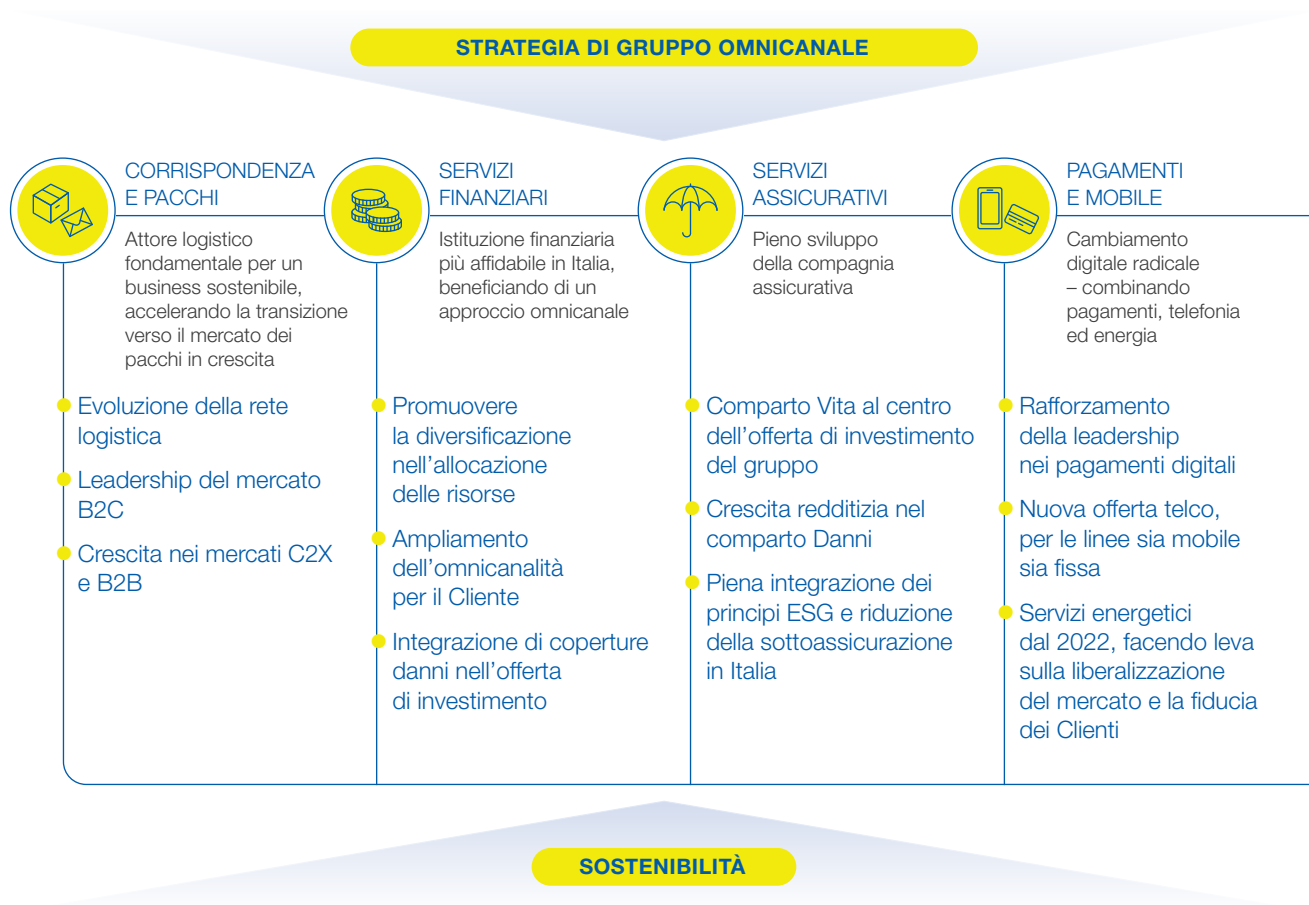 STRATEGIA DI GRUPPO OMNICANALE
CORRISPONDENZA
E PACCHI
Attore logistico
fondamentale per un
business sostenibile,
accelerando la transizione
verso il mercato dei
pacchi in crescita
Evoluzione della rete
logistica
Leadership del mercato
B2C
Crescita nei mercati C2X
e B2B
SERVIZI
FINANZIARI
Istituzione finanziaria
più affidabile in Italia,
beneficiando di un
approccio omnicanale
Promuovere
la diversificazione
nell'allocazione
delle risorse
Ampliamento
dell'omnicanalità
per il Cliente
Integrazione di coperture
danni nell'offerta
di investimento
SERVIZI
ASSICURATIVI
Pieno sviluppo
della compagnia
assicurativa
Comparto Vita al centro
dell'offerta di investimento
del gruppo
Crescita redditizia nel
comparto Danni
Piena integrazione dei
principi ESG e riduzione
della sottoassicurazione
in Italia
PAGAMENTI
E MOBILE
Cambiamento
digitale radicale
– combinando
pagamenti, telefonia
ed energia
Rafforzamento
della leadership
nei pagamenti digitali
Nuova offerta telco,
per le linee sia mobile
sia fissa
Servizi energetici
dal 2022, facendo leva
sulla liberalizzazione
del mercato e la fiducia
dei Clienti
SOSTENIBILITÀ